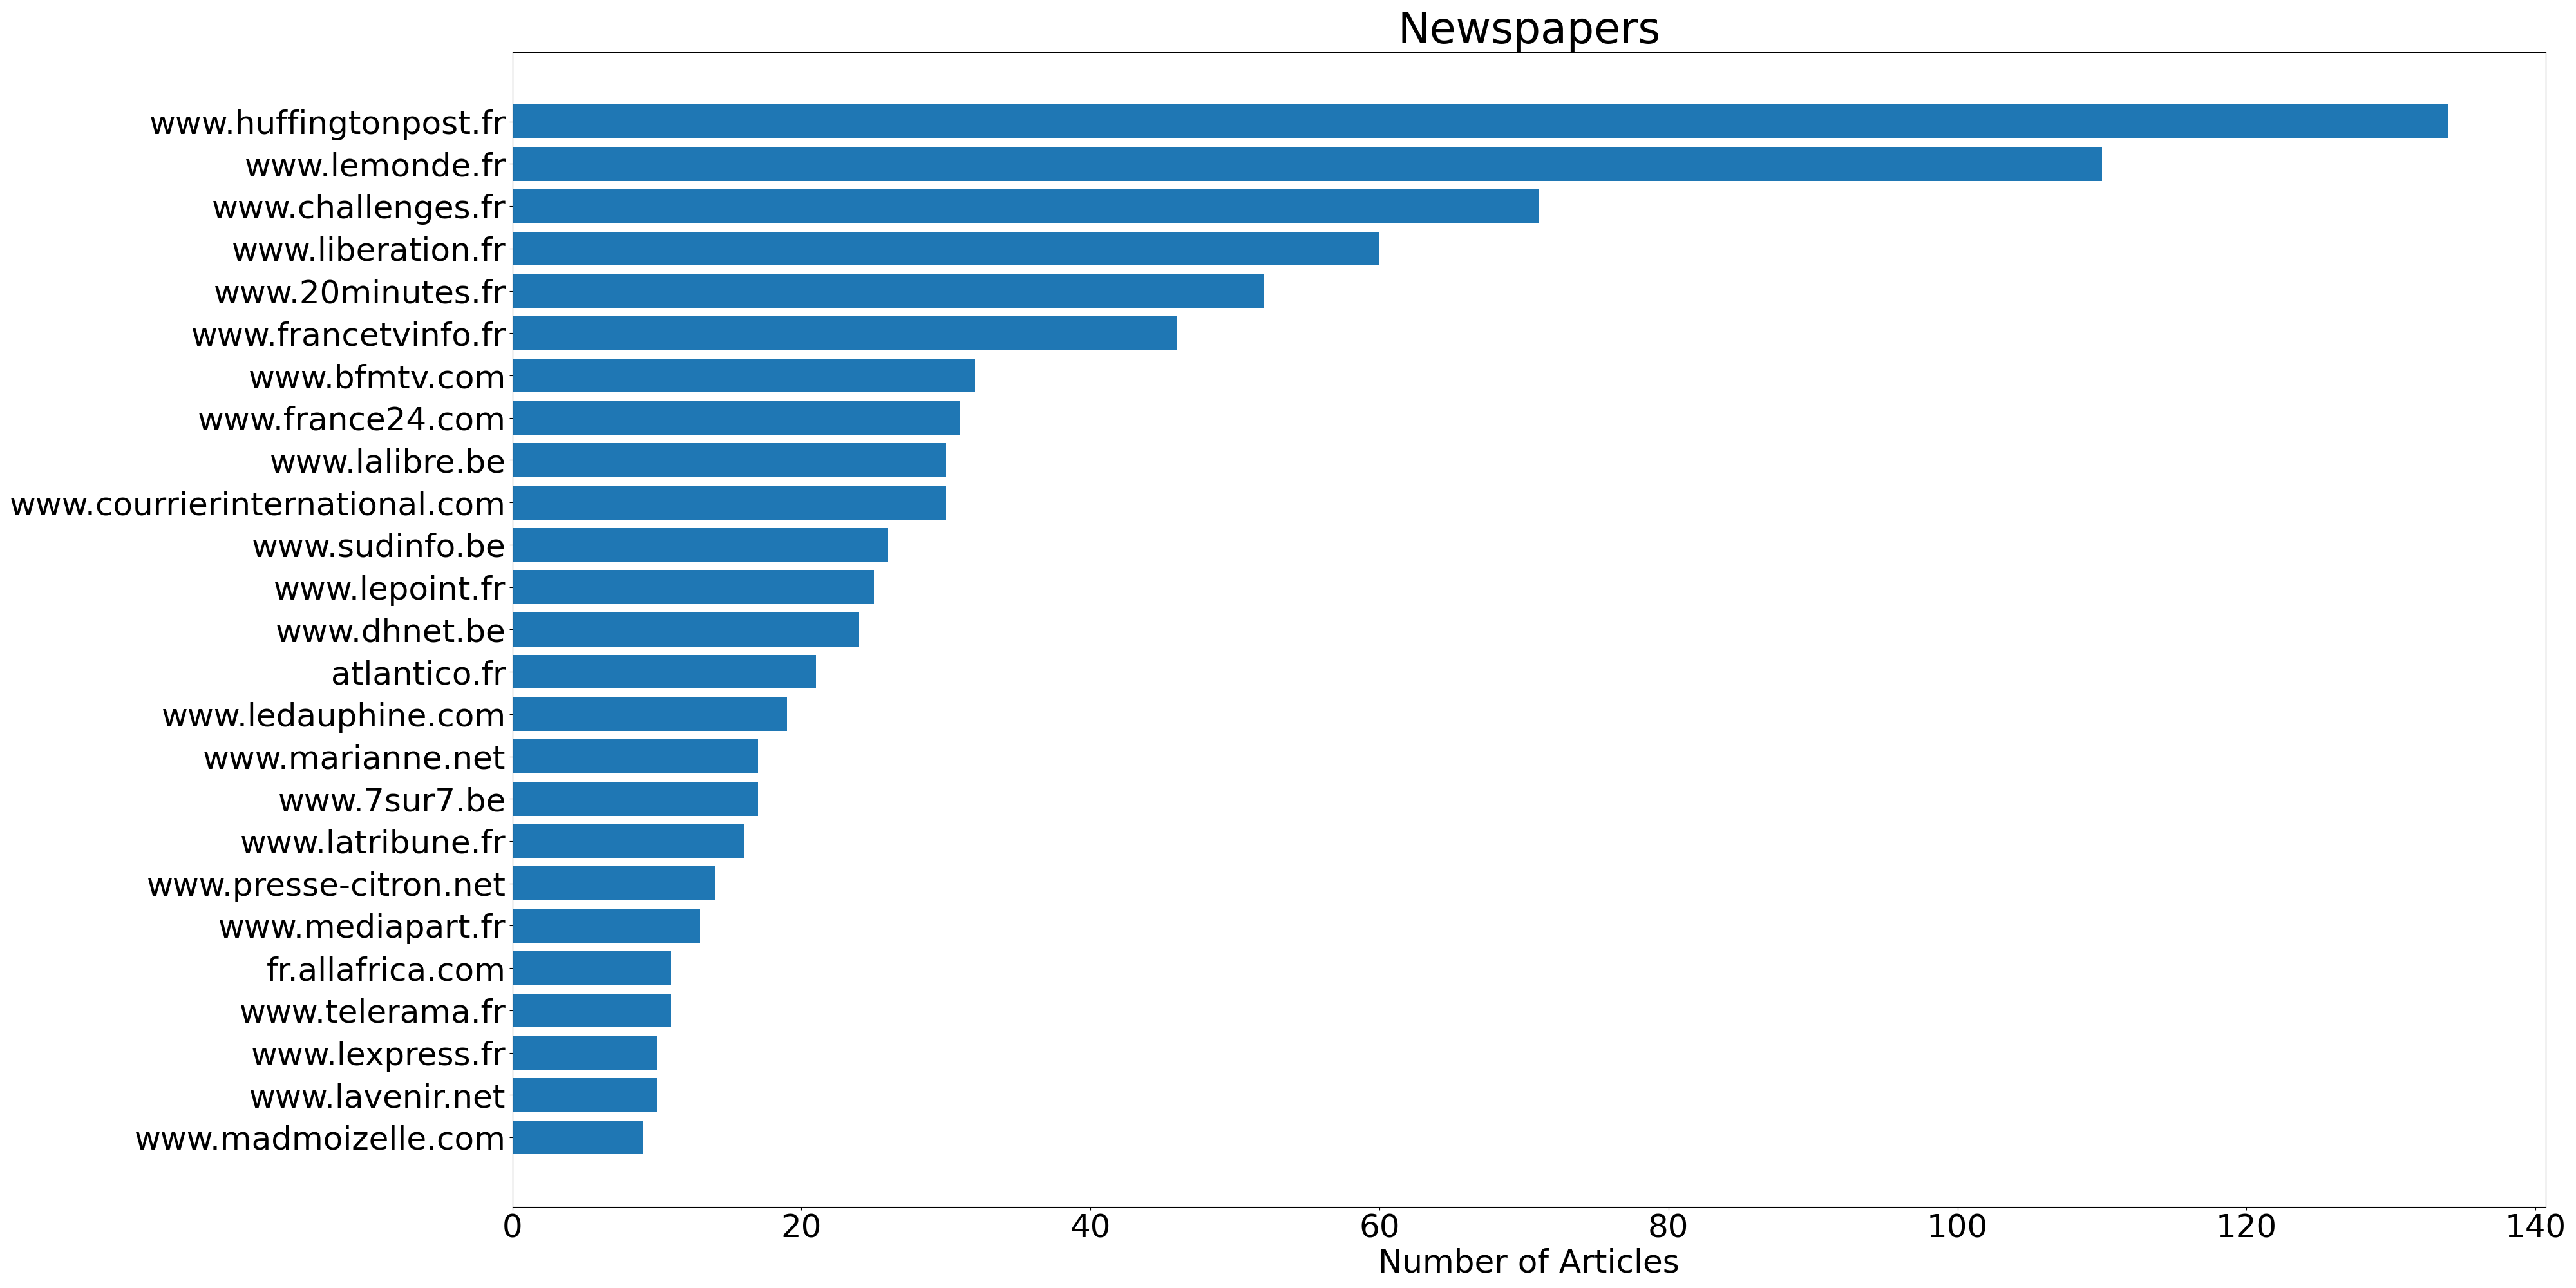 Newspapers
www.huffingtonpost.fr
www.lemonde.fr
www.challenges.fr
www.liberation.fr
www.20minutes.fr
www.francetvinfo.fr
www.bfmtv.com
www.france24.com
www.lalibre.be
www.courrierinternational.com
www.sudinfo.be
www.lepoint.fr
www.dhnet.be
atlantico.fr
www.ledauphine.com
www.marianne.net
www.7sur7.be
www.latribune.fr
www.presse-citron.net
www.mediapart.fr
fr.allafrica.com
www.telerama.fr
www.lexpress.fr
www.lavenir.net
www.madmoizelle.com
0 20 40 60 80 100 120 140
Number of Articles